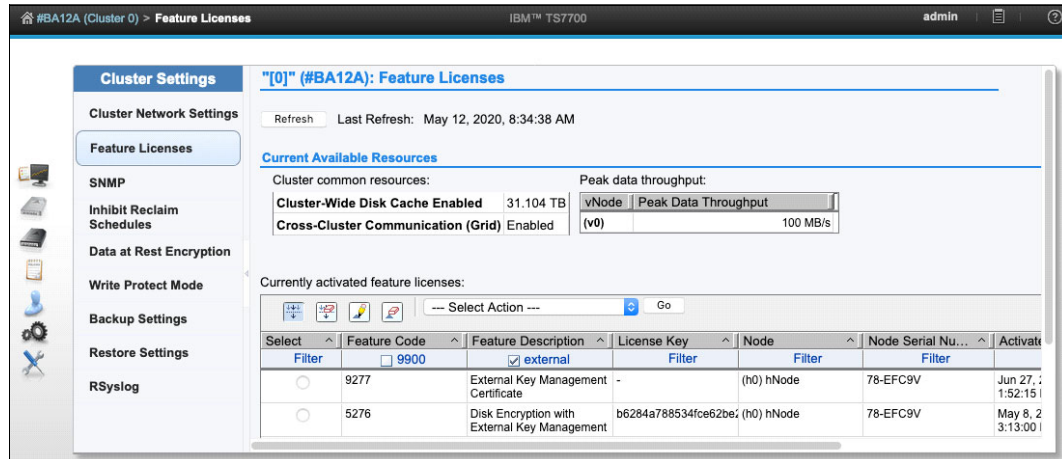 #BA12A (Cluster 0) > Feature Licenses
IBM™ TS7700
admin
Cluster Settings
Cluster Network Settings
Feature Licenses
SNMP
Inhibit Reclaim
Schedules
Data at Rest Encryption
Write Protect Mode
Backup Settings
Restore Settings
RSyslog
"[0]" (#BA12A): Feature Licenses
Refresh Last Refresh: May 12, 2020, 8:34:38 AM
Current Available Resources
Cluster common resources:
Cluster-Wide Disk Cache Enabled 31.104 TB
Cross-Cluster Communication (Grid) Enabled
Peak data throughput:
vNode Peak Data Throughput
(v0) 100 MB/s
Currently activated feature licenses:
--- Select Action --- Go
Select Feature Code Feature Description License Key Node Node Serial Nu... Activate
Filter 9900 external Filter Filter Filter
9277 External Key Management - (h0) hNode 78-EFC9V Jun 27,
Certificate 1:52:15
5276 Disk Encryption with b6284a788534fce62be (h0) hNode 78-EFC9V May 8, 2
External Key Management 3:13:00